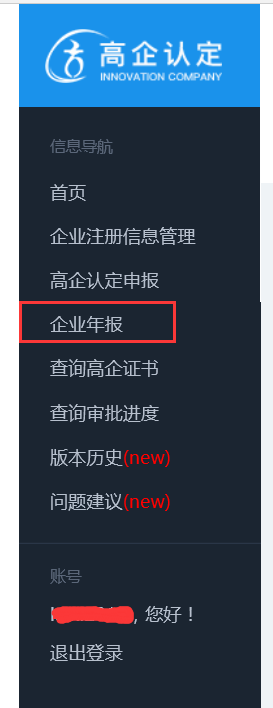 高企认定
INNOVATION COMPANY
信息导航
首页
企业注册信息管理
高企认定申报
企业年报
查询高企证书
查询审批进度
版本历史(new)
问题建议(new)
账号
, 您好！
退出登录